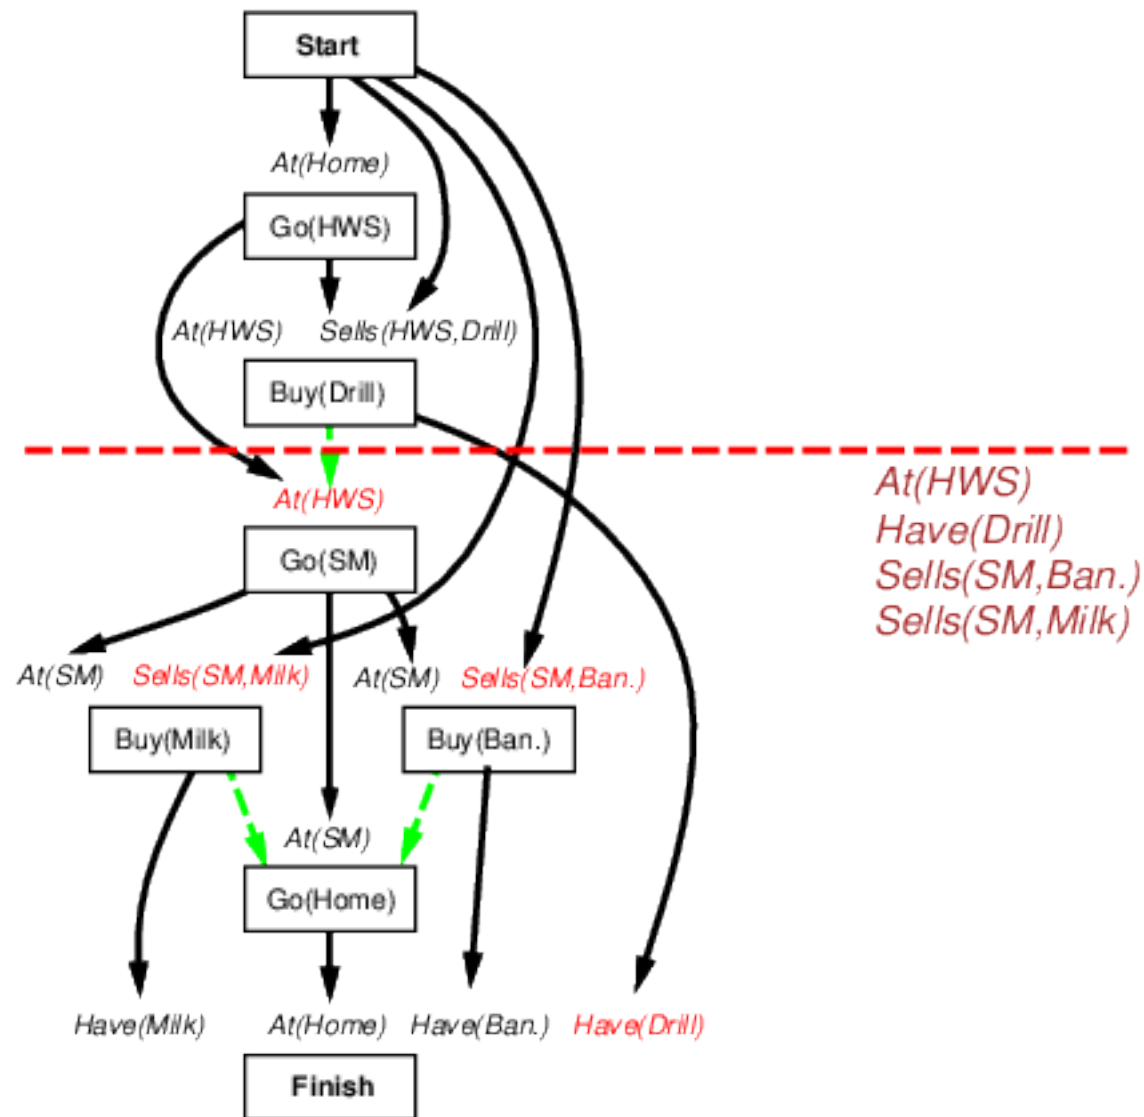 Start
At(Home)
Go(HWS)
At(HWS) Sells(HWS,Drill)
Buy(Drill)
At(HWS)
At(HWS)
Have(Drill)
Sells(SM,Ban.)
Sells(SM,Milk)
Go(SM)
At(SM) Sells(SM,Milk) At(SM) Sells(SM,Ban.)
Buy(Milk) Buy(Ban.)
At(SM)
Go(Home)
Have(Milk) At(Home) Have(Ban.) Have(Drill)
Finish